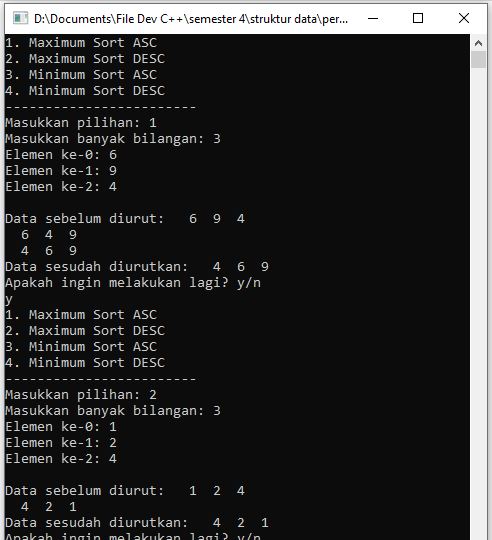 D:\Documents\File Dev C++\semester 4\struktur data\per...
1. Maximum Sort ASC
2. Maximum Sort DESC
3. Minimum Sort ASC
4. Minimum Sort DESC
------------------------
Masukkan pilihan: 1
Masukkan banyak bilangan: 3
Elemen ke-0: 6
Elemen ke-1: 9
Elemen ke-2: 4

Data sebelum diurut:   6  9  4
  6  4  9
  4  6  9
Data sesudah diurutkan:   4  6  9
Apakah ingin melakukan lagi? y/n
y
1. Maximum Sort ASC
2. Maximum Sort DESC
3. Minimum Sort ASC
4. Minimum Sort DESC
------------------------
Masukkan pilihan: 2
Masukkan banyak bilangan: 3
Elemen ke-0: 1
Elemen ke-1: 2
Elemen ke-2: 4

Data sebelum diurut:   1  2  4
  4  2  1
Data sesudah diurutkan:   4  2  1
Apakah ingin melakukan lagi? y/n